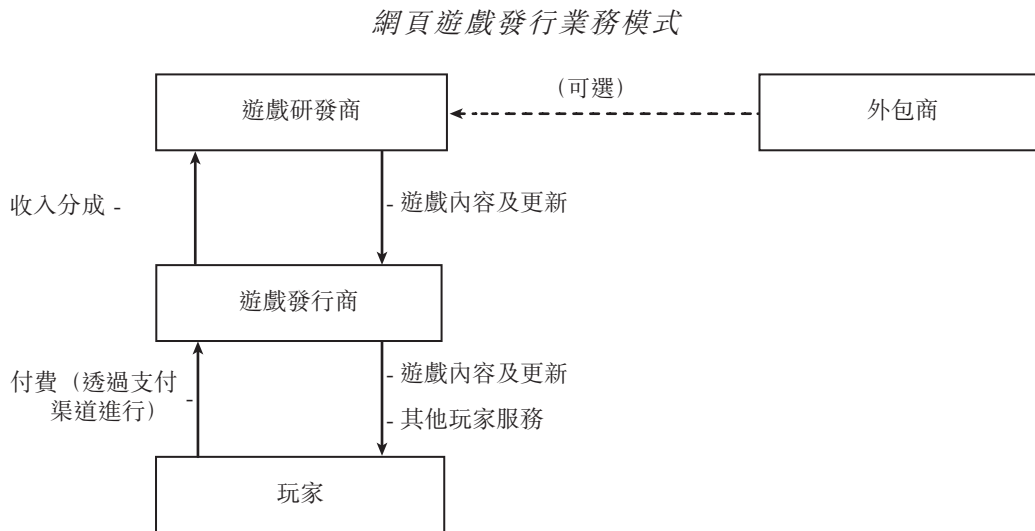 網頁遊戲發行業務模式
遊戲研發商
(可選)
外包商
收入分成 -
- 遊戲內容及更新
遊戲發行商
付費（透過支付
渠道進行） -
- 遊戲內容及更新
- 其他玩家服務
玩家